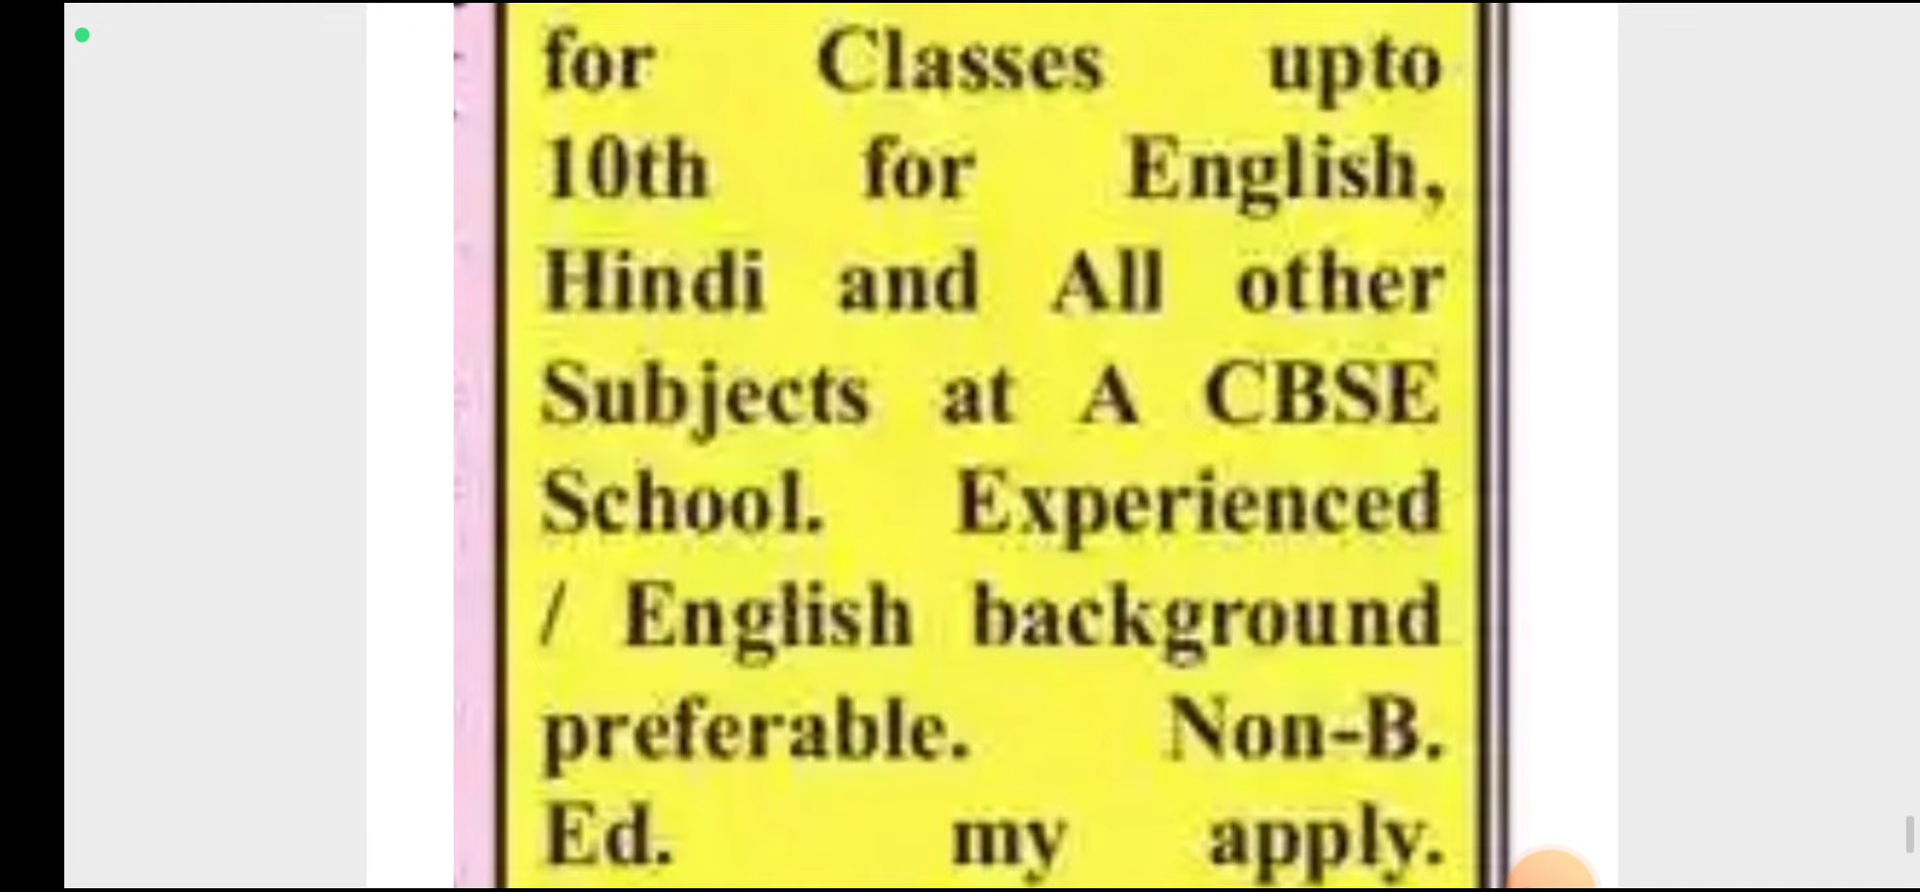 for Classes upto
10th for English,
Hindi and All other
Subjects at A CBSE
School. Experienced
/ English background
preferable. Non-B.
Ed. my apply.